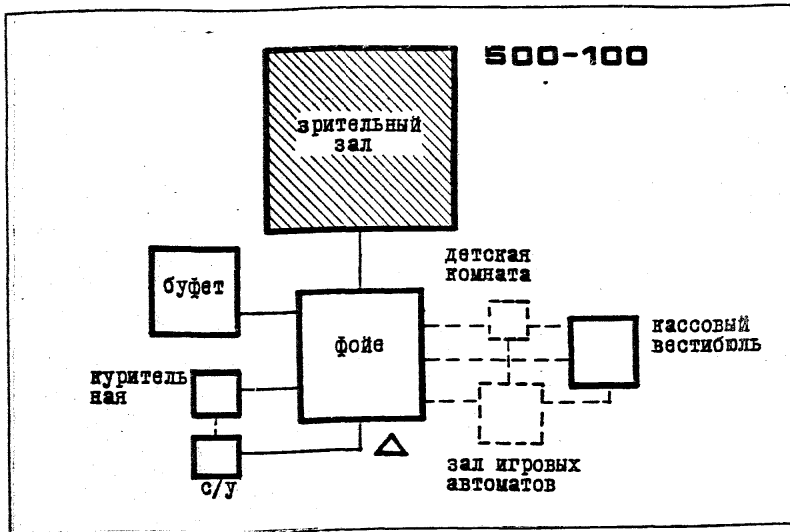 500-100
зрительный
зал
детская
комната
буфет
фойе
кассовый
вестибюль
куритель
ная
с/у
зал игровых
автоматов